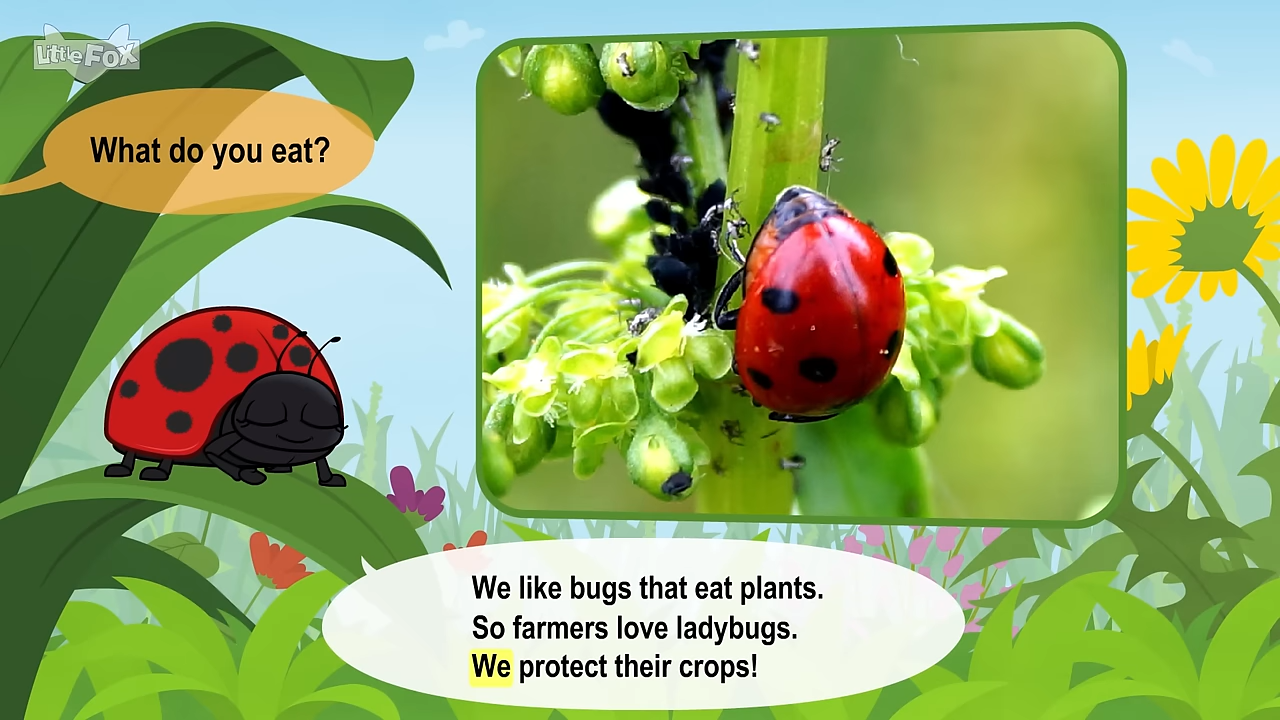 Little Fox
What do you eat?
We like bugs that eat plants.
So farmers love ladybugs.
We protect their crops!